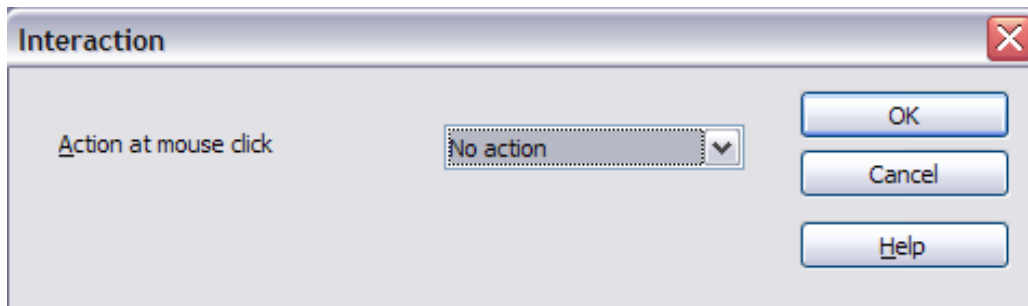 Interaction
Action at mouse click
No action
OK
Cancel
Help